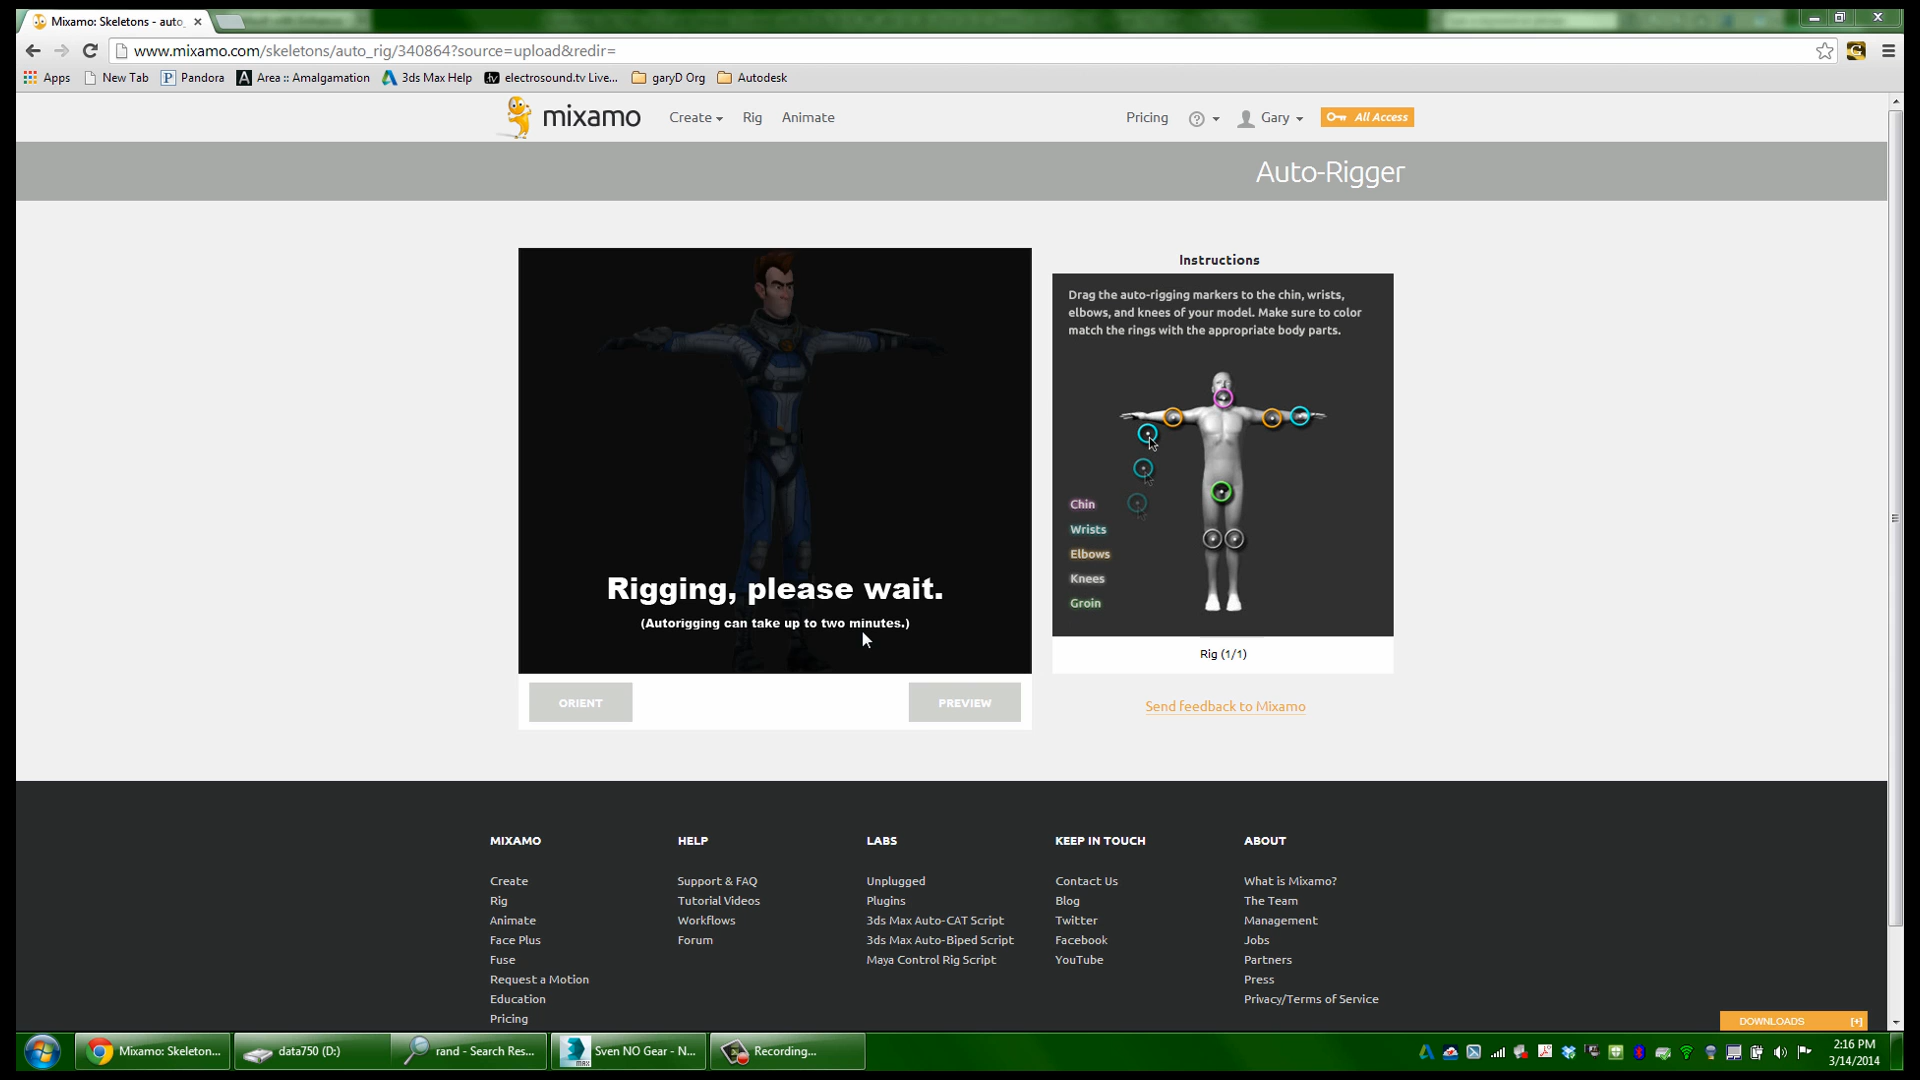 Mixamo: Skeletons - auto_
www.mixamo.com/skeletons/auto_rig/340864?source=upload&redir=
Apps
New Tab
Pandora
Area :: Amalgamation
3ds Max Help
electrosound.tv Live...
garyD Org
Autodesk
mixamo
Create
Rig
Animate
Pricing
Gary
All Access
Auto-Rigger
Instructions
Drag the auto-rigging markers to the chin, wrists,
elbows, and knees of your model. Make sure to color
match the rings with the appropriate body parts.
Chin
Wrists
Elbows
Knees
Groin
Rigging, please wait.
(Autorigging can take up to two minutes.)
Rig (1/1)
ORIENT
PREVIEW
Send feedback to Mixamo
MIXAMO
Create
Rig
Animate
Face Plus
Fuse
Request a Motion
Education
Pricing
HELP
Support & FAQ
Tutorial Videos
Workflows
Forum
LABS
Unplugged
Plugins
3ds Max Auto-CAT Script
3ds Max Auto-Biped Script
Maya Control Rig Script
KEEP IN TOUCH
Contact Us
Blog
Twitter
Facebook
YouTube
ABOUT
What is Mixamo?
The Team
Management
Jobs
Partners
Press
Privacy/Terms of Service
DOWNLOADS [+]
Mixamo: Skeleton...
data750 (D:)
rand - Search Res...
Sven NO Gear - N...
Recording...
2:16 PM
3/14/2014